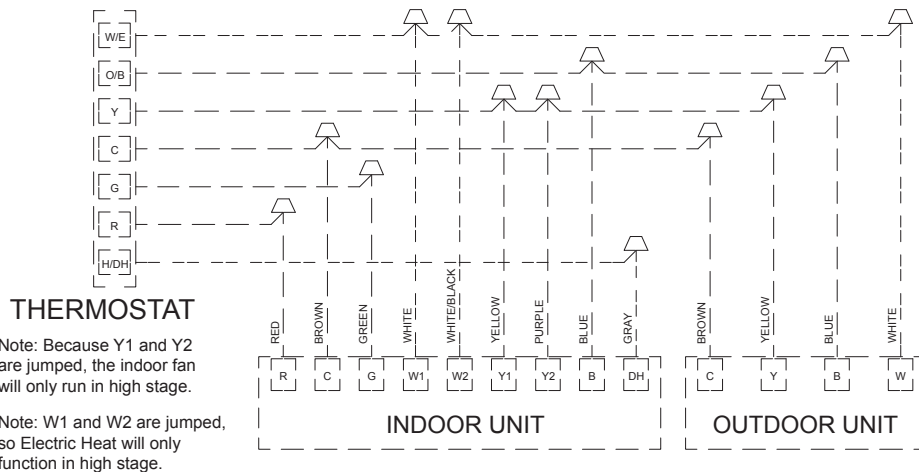 W/E
O/B
Y
C
G
R
H/DH
THERMOSTAT
Note: Because Y1 and Y2
are jumped, the indoor fan
will only run in high stage.
Note: W1 and W2 are jumped,
so Electric Heat will only
function in high stage.
RED
BROWN
GREEN
WHITE
WHITE/BLACK
YELLOW
PURPLE
BLUE
GRAY
BROWN
YELLOW
BLUE
WHITE
R C G W1 W2 Y1 Y2 B DH C Y B W
INDOOR UNIT
OUTDOOR UNIT